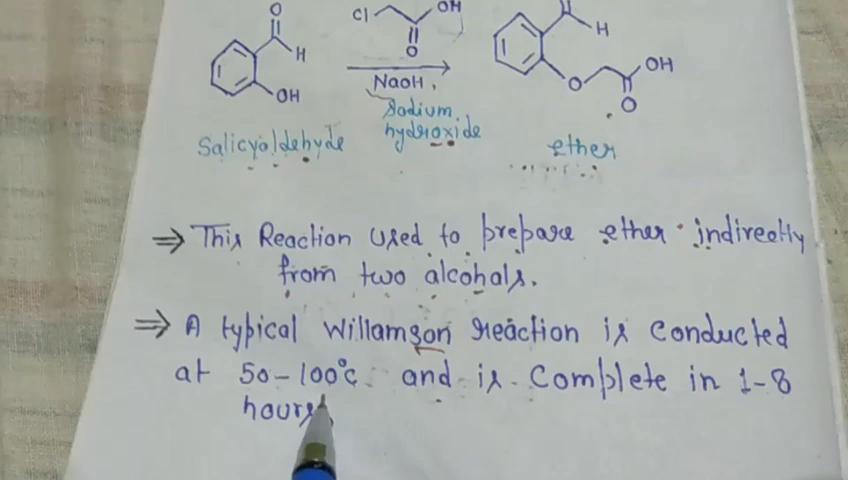 O
Cl OH
H H
O OH
OH NaOH, O O
Sodium
Salicyoldehyde hydroxide ether
⇒ This Reaction used to prepare ether indirectly
from two alcohals.
⇒ A typical Willamson reaction is conducted
at 50-100°c and is complete in 1-8
hours